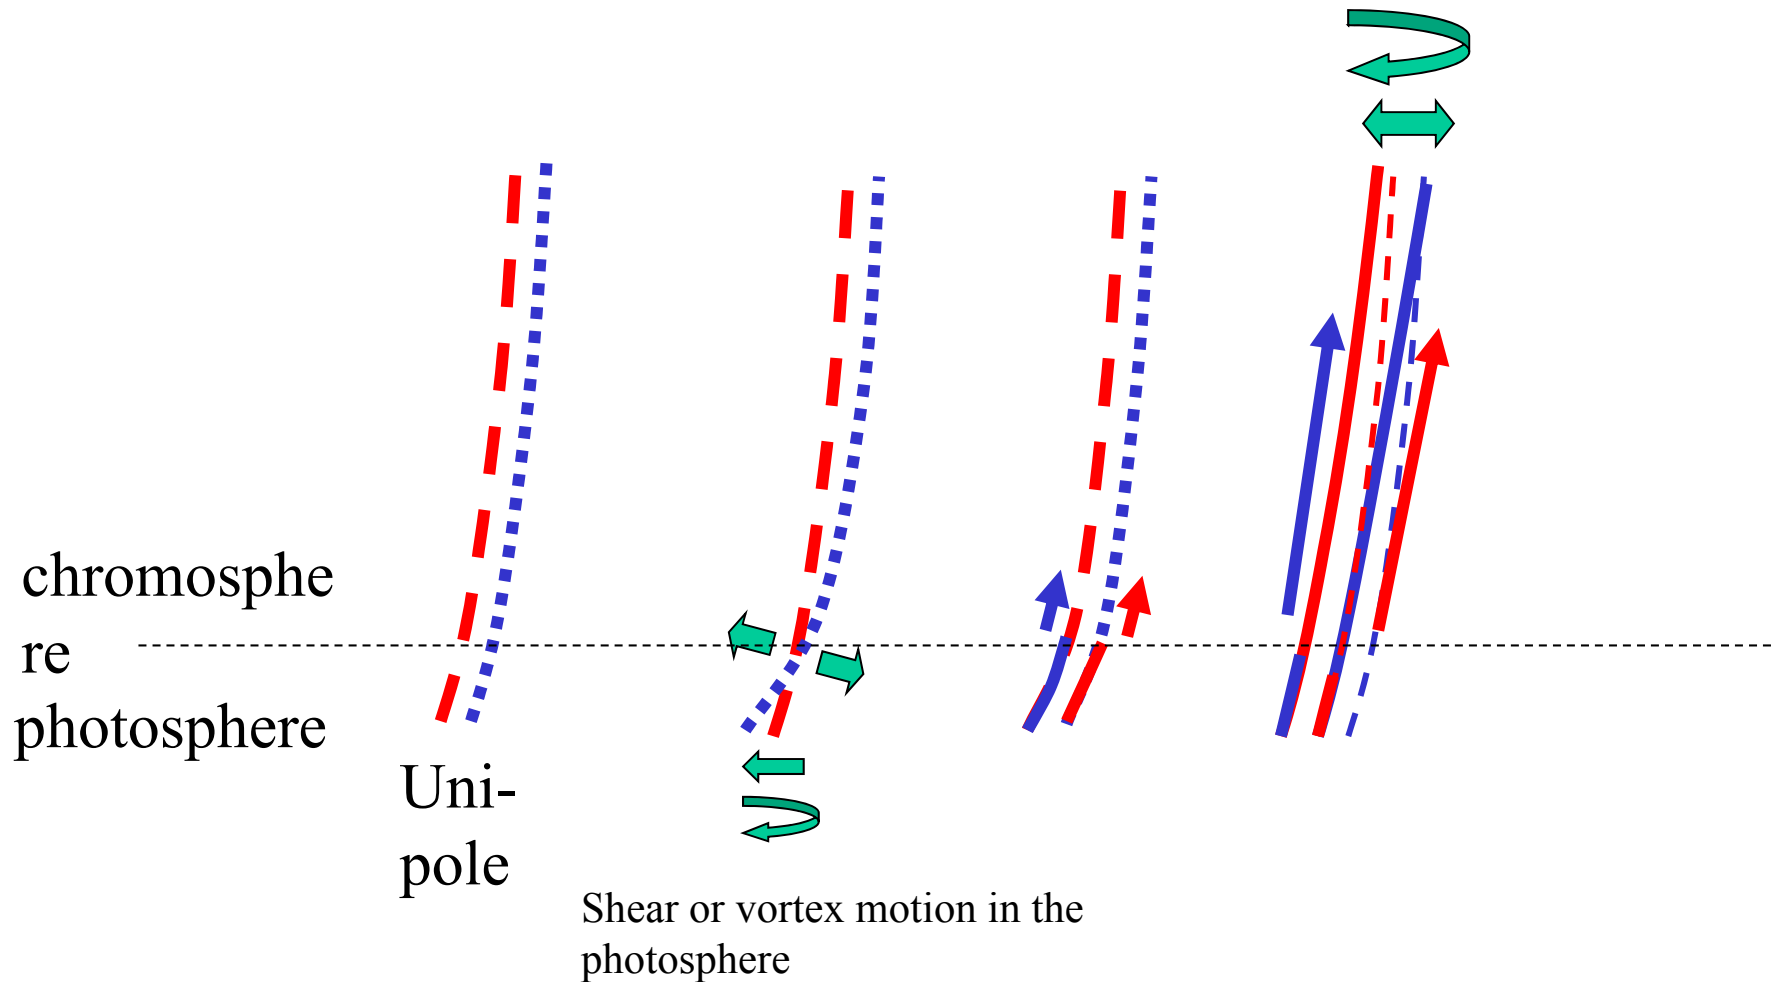 chromosphe
re
photosphere
Uni-
pole
Shear or vortex motion in the
photosphere